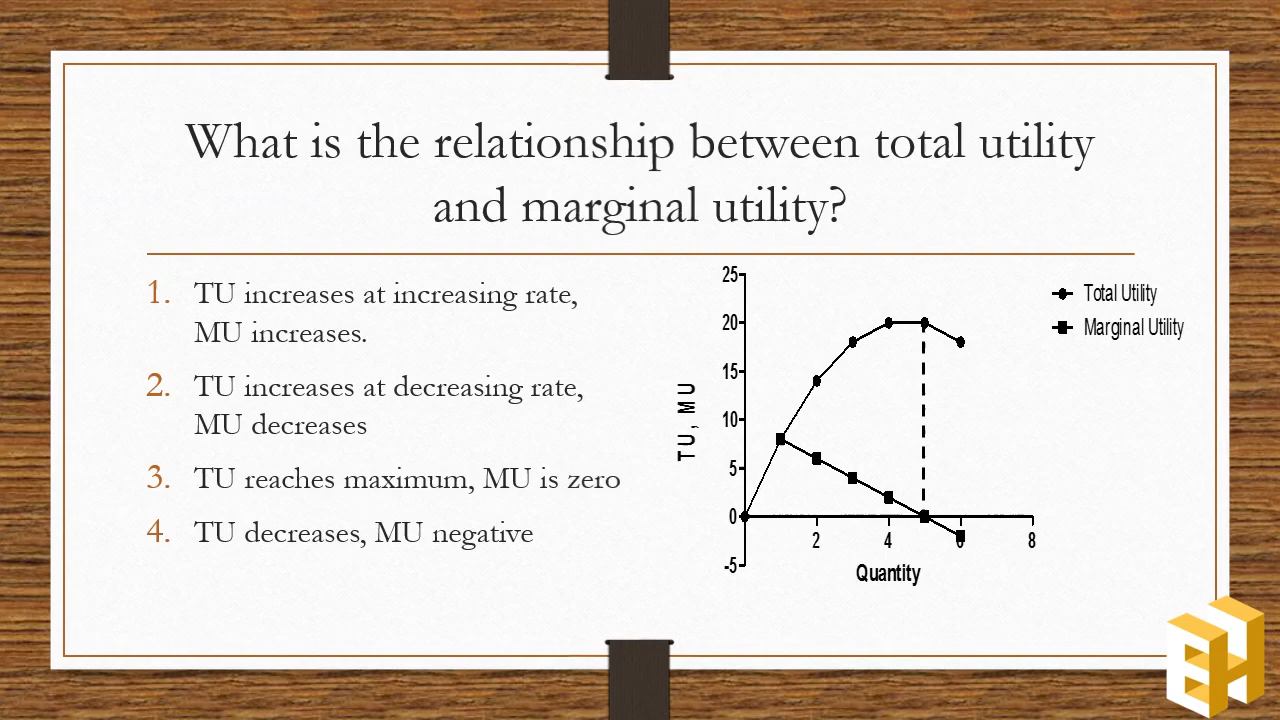 What is the relationship between total utility
and marginal utility?
1. TU increases at increasing rate,
MU increases.
2. TU increases at decreasing rate,
MU decreases
3. TU reaches maximum, MU is zero
4. TU decreases, MU negative
25
20
15
10
5
0
-5
TU, MU
2
4
6
8
Quantity
Total Utility
Marginal Utility
EH